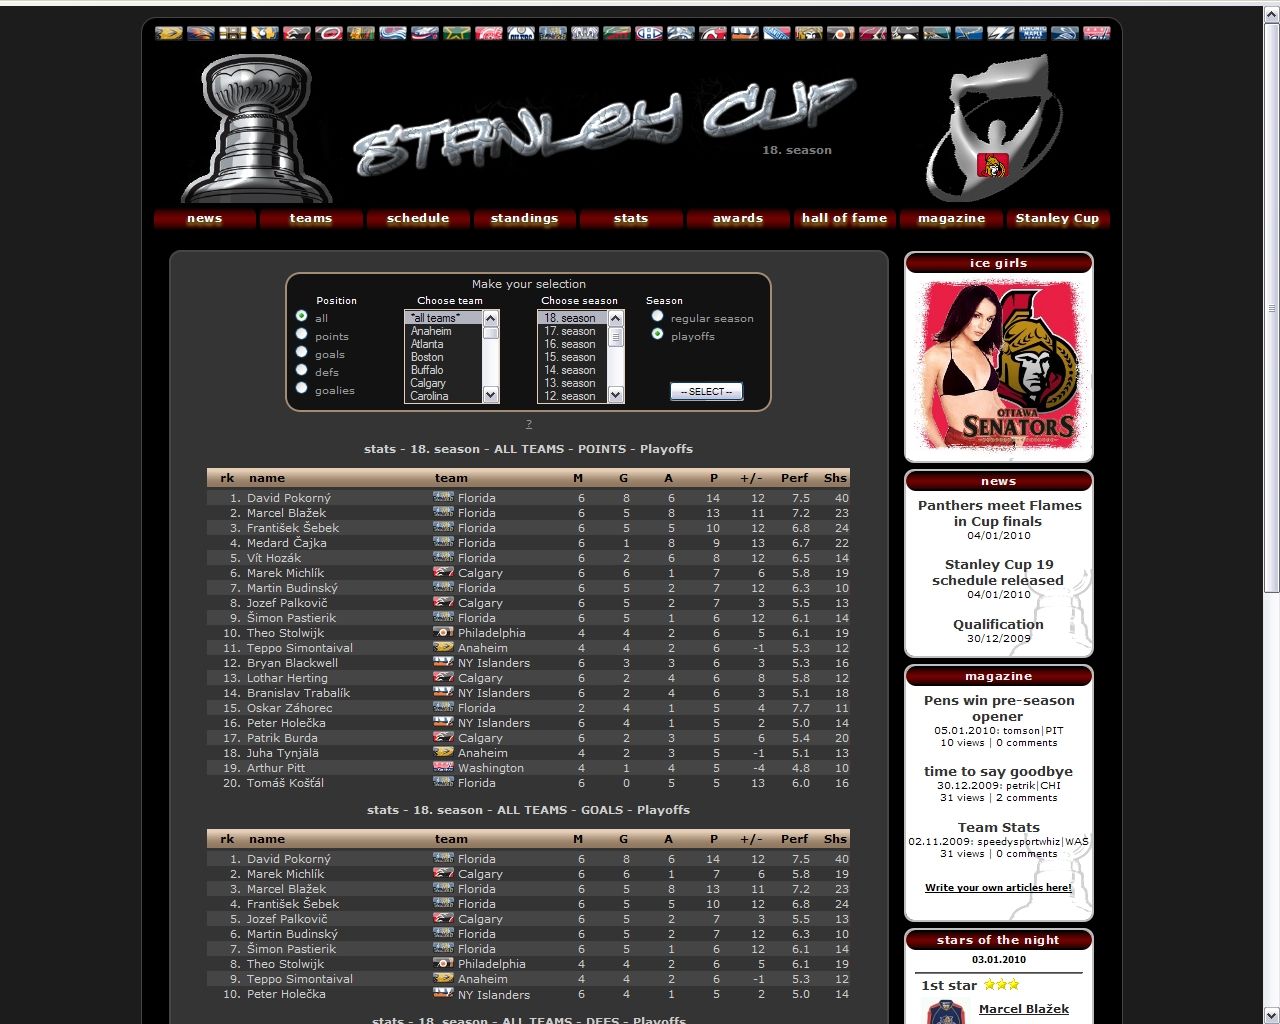 STANLEY CUP
18. season
news teams schedule standings stats awards hall of fame magazine Stanley Cup
Make your selection
Position Choose team Choose season Season
all *all teams* 18. season regular season
points Anaheim 17. season playoffs
goals Atlanta 16. season
defs Boston 15. season
goalies Buffalo 14. season
Calgary 13. season
Carolina 12. season
-- SELECT --
?
stats - 18. season - ALL TEAMS - POINTS - Playoffs
rk name team M G A P +/- Perf Shs
1. David Pokorný Florida 6 8 6 14 12 7.5 40
2. Marcel Blažek Florida 6 5 8 13 11 7.2 23
3. František Šebek Florida 6 5 5 10 12 6.8 24
4. Medard Čajka Florida 6 1 8 9 13 6.7 22
5. Vít Hozák Florida 6 2 6 8 12 6.5 14
6. Marek Michlík Calgary 6 6 1 7 6 5.8 19
7. Martin Budinský Florida 6 5 2 7 12 6.3 10
8. Jozef Palkovič Calgary 6 5 2 7 3 5.5 13
9. Šimon Pastierik Florida 6 5 1 6 12 6.1 14
10. Theo Stolwijk Philadelphia 4 4 2 6 5 6.1 19
11. Teppo Simontaival Anaheim 4 4 2 6 -1 5.3 12
12. Bryan Blackwell NY Islanders 6 3 3 6 3 5.3 16
13. Lothar Herting Calgary 6 2 4 6 8 5.8 12
14. Branislav Trabalík NY Islanders 6 2 4 6 3 5.1 18
15. Oskar Záhorec Florida 2 4 1 5 4 7.7 11
16. Peter Holečka NY Islanders 6 4 1 5 2 5.0 14
17. Patrik Burda Calgary 6 2 3 5 6 5.4 20
18. Juha Tynjälä Anaheim 4 2 3 5 -1 5.1 13
19. Arthur Pitt Washington 4 1 4 5 -4 4.8 10
20. Tomáš Košťál Florida 6 0 5 5 13 6.0 16
stats - 18. season - ALL TEAMS - GOALS - Playoffs
rk name team M G A P +/- Perf Shs
1. David Pokorný Florida 6 8 6 14 12 7.5 40
2. Marek Michlík Calgary 6 6 1 7 6 5.8 19
3. Marcel Blažek Florida 6 5 8 13 11 7.2 23
4. František Šebek Florida 6 5 5 10 12 6.8 24
5. Jozef Palkovič Calgary 6 5 2 7 3 5.5 13
6. Martin Budinský Florida 6 5 2 7 12 6.3 10
7. Šimon Pastierik Florida 6 5 1 6 12 6.1 14
8. Theo Stolwijk Philadelphia 4 4 2 6 5 6.1 19
9. Teppo Simontaival Anaheim 4 4 2 6 -1 5.3 12
10. Peter Holečka NY Islanders 6 4 1 5 2 5.0 14
stats - 18. season - ALL TEAMS - DEFS - Playoffs
ice girls
OTTAWA
SENATORS
news
Panthers meet Flames
in Cup finals
04/01/2010
Stanley Cup 19
schedule released
04/01/2010
Qualification
30/12/2009
magazine
Pens win pre-season
opener
05.01.2010: tomson|PIT
10 views | 0 comments
time to say goodbye
30.12.2009: petrik|CHI
31 views | 2 comments
Team Stats
02.11.2009: speedysportwhiz|WAS
31 views | 0 comments
Write your own articles here!
stars of the night
03.01.2010
1st star
Marcel Blažek